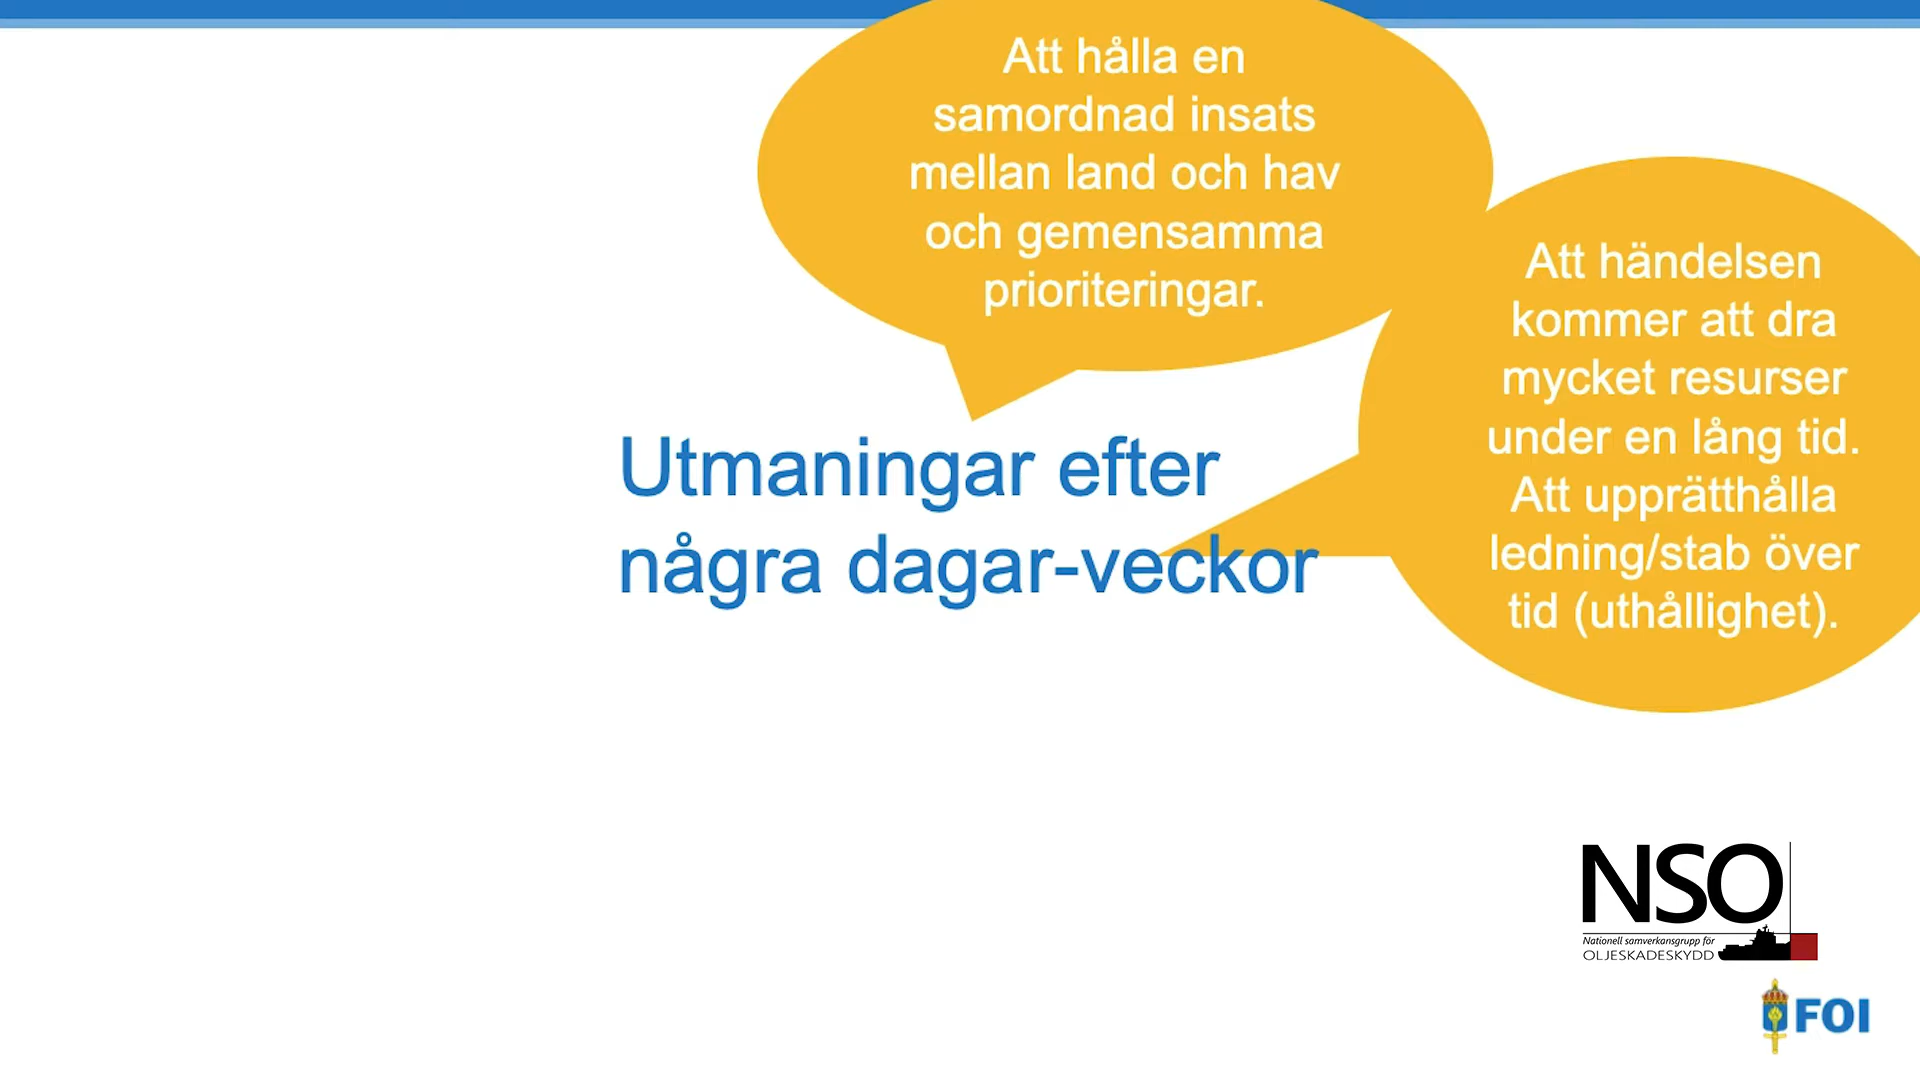 Att hålla en
samordnad insats
mellan land och hav
och gemensamma
prioriteringar.
Att händelsen
kommer att dra
mycket resurser
under en lång tid.
Att upprätthålla
ledning/stab över
tid (uthållighet).
Utmaningar efter
några dagar-veckor
NSO
Nationell samverkansgrupp för
OLJESKADESKYDD
FOI